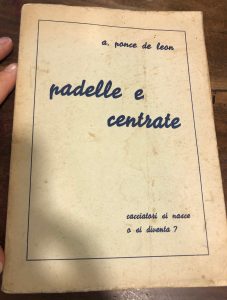 a. ponce de leon
padelle e
centrate
cacciatori si nasce
o si diventa?